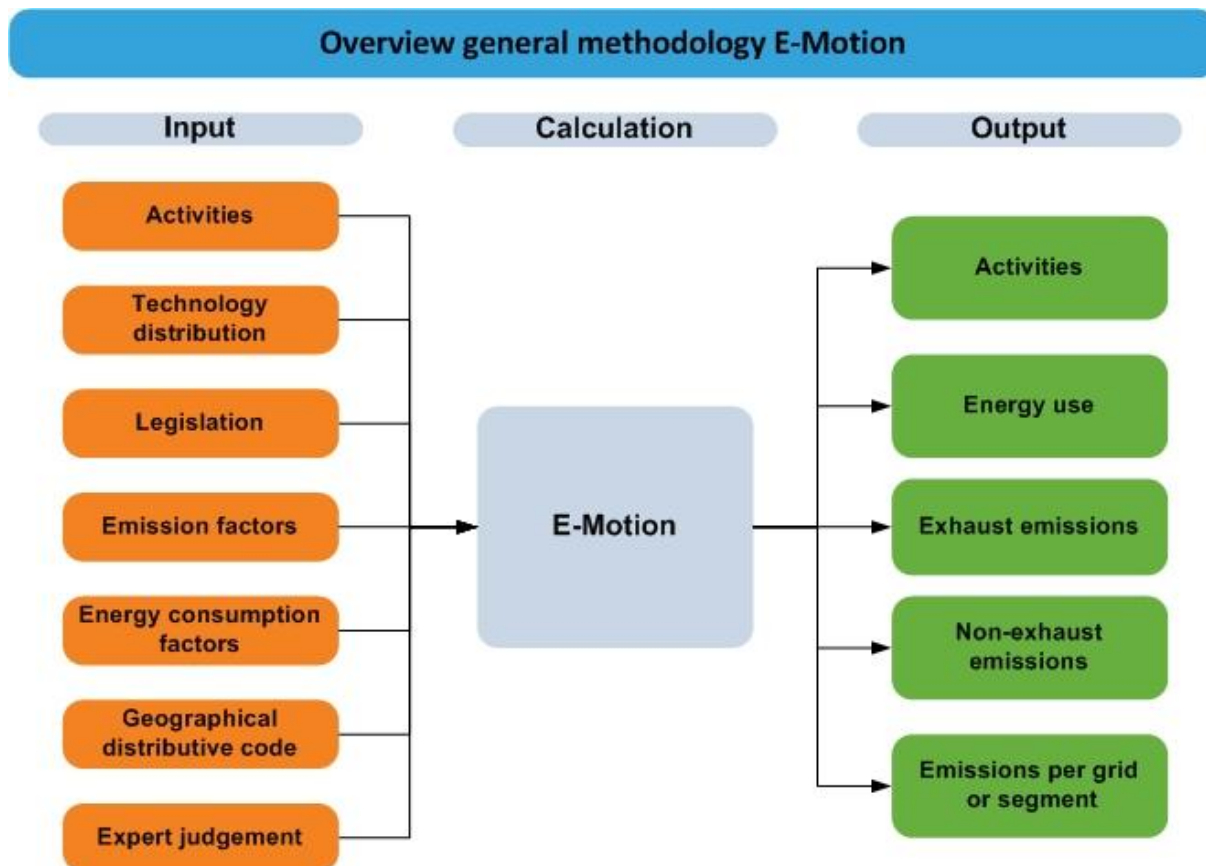 Overview general methodology E-Motion
Input
Calculation
Output
Activities
Technology
distribution
Legislation
Emission factors
Energy consumption
factors
Geographical
distributive code
Expert judgement
E-Motion
Activities
Energy use
Exhaust emissions
Non-exhaust
emissions
Emissions per grid
or segment